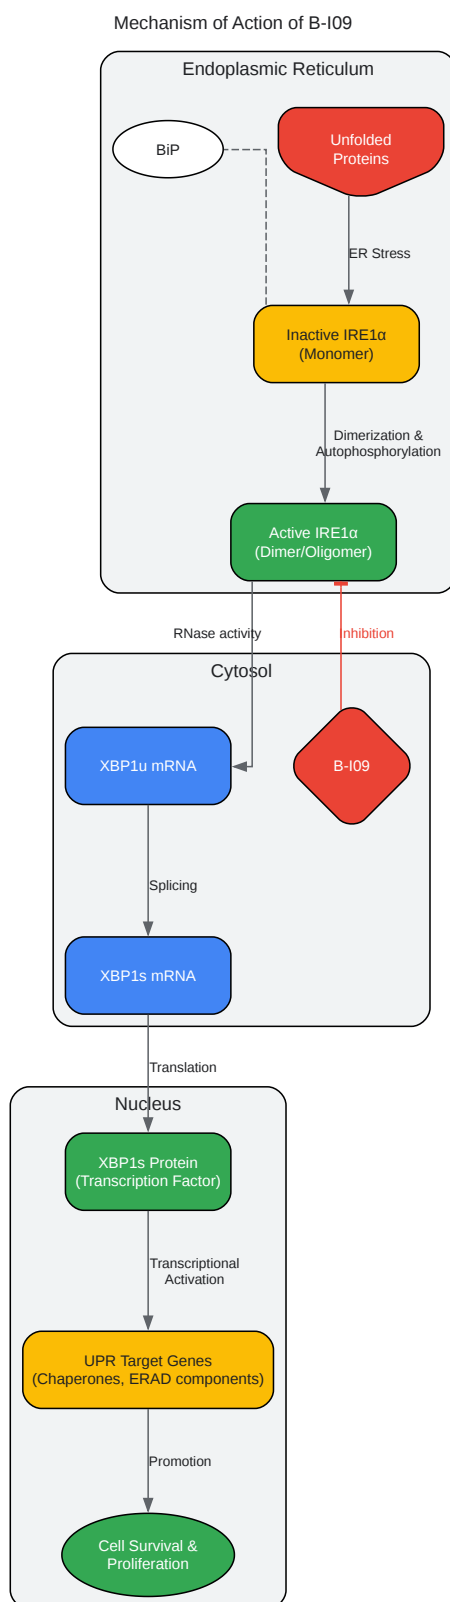 Mechanism of Action of B-I09
Endoplasmic Reticulum
BiP
Unfolded
Proteins
ER Stress
Inactive IRE1α
(Monomer)
Dimerization &
Autophosphorylation
Active IRE1α
(Dimer/Oligomer)
RNase activity
Inhibition
Cytosol
XBP1u mRNA
B-I09
Splicing
XBP1s mRNA
Translation
Nucleus
XBP1s Protein
(Transcription Factor)
Transcriptional
Activation
UPR Target Genes
(Chaperones, ERAD components)
Promotion
Cell Survival &
Proliferation